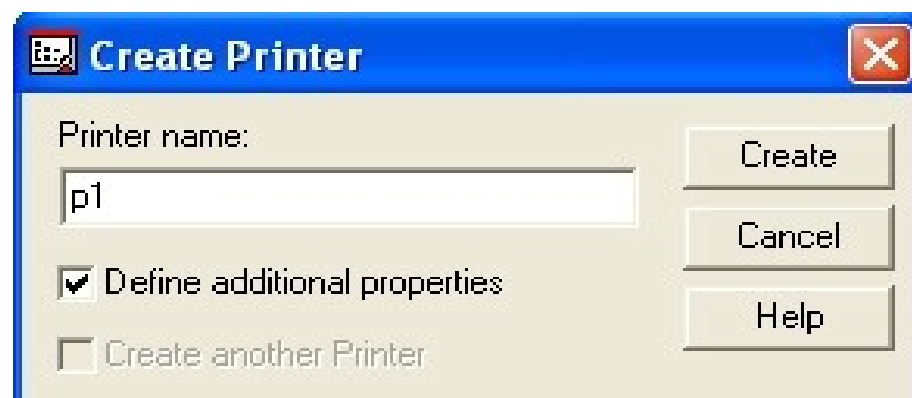 Create Printer
Printer name:
Create
p1
Cancel
Define additional properties
Help
Create another Printer